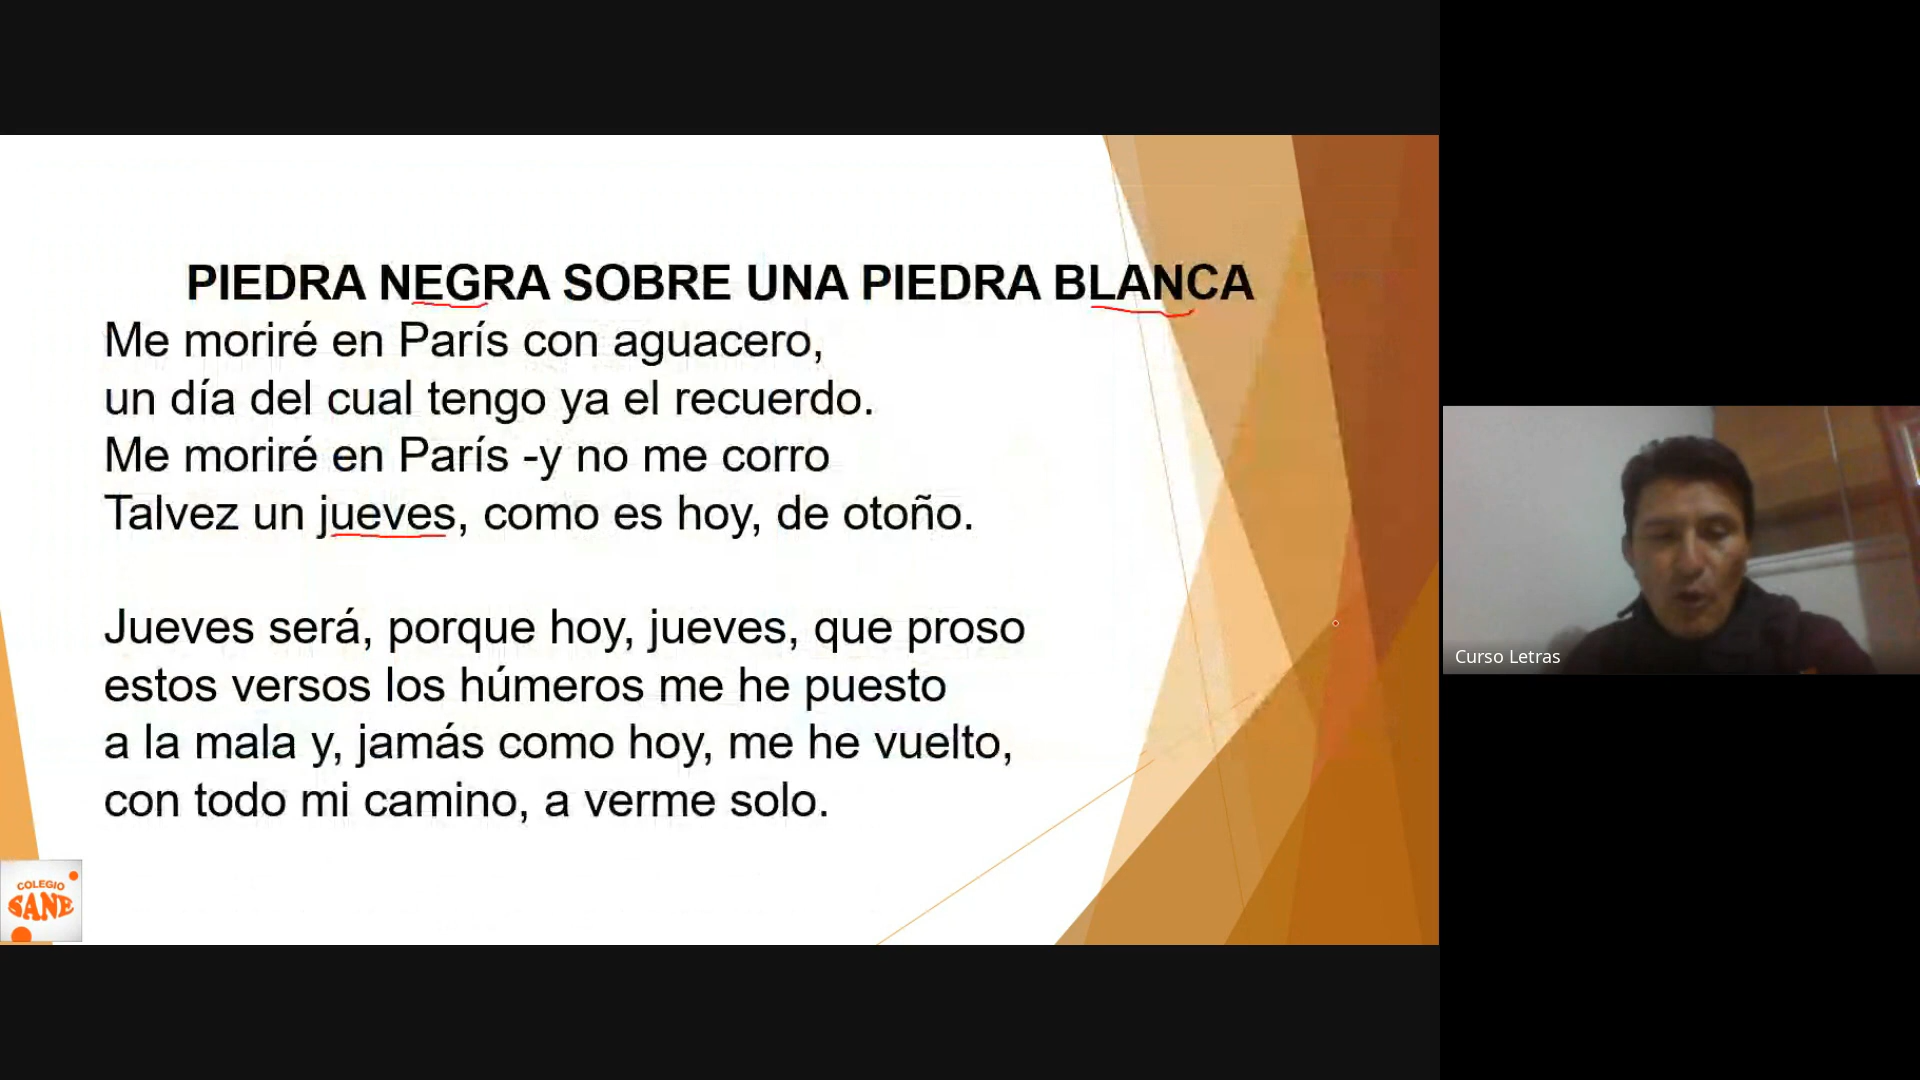 PIEDRA NEGRA SOBRE UNA PIEDRA BLANCA
Me moriré en París con aguacero,
un día del cual tengo ya el recuerdo.
Me moriré en París -y no me corro
Talvez un jueves, como es hoy, de otoño.
Jueves será, porque hoy, jueves, que proso
estos versos los húmeros me he puesto
a la mala y, jamás como hoy, me he vuelto,
con todo mi camino, a verme solo.
COLEGIO
SANE
Curso Letras